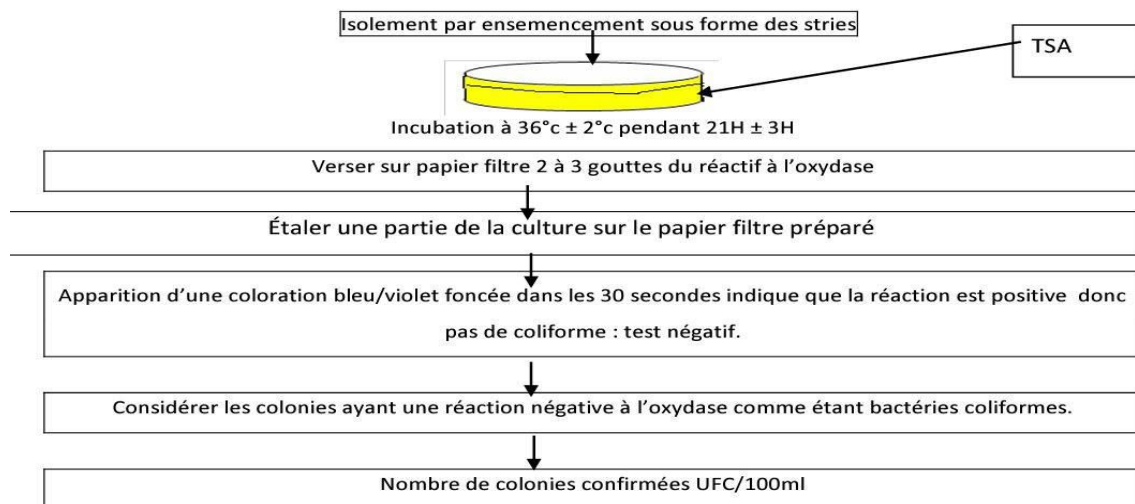 Isolement par ensemencement sous forme des stries
TSA
Incubation à 36°c ± 2°c pendant 21H ± 3H
Verser sur papier filtre 2 à 3 gouttes du réactif à l'oxydase
Étaler une partie de la culture sur le papier filtre préparé
Apparition d'une coloration bleu/violet foncée dans les 30 secondes indique que la réaction est positive donc
pas de coliforme : test négatif.
Considérer les colonies ayant une réaction négative à l'oxydase comme étant bactéries coliformes.
Nombre de colonies confirmées UFC/100ml